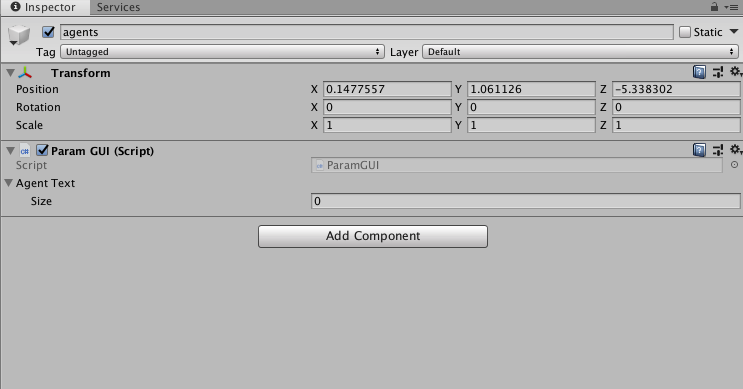 Inspector Services
agents Static
Tag Untagged Layer Default
Transform
Position X 0.1477557 Y 1.061126 Z -5.338302
Rotation X 0 Y 0 Z 0
Scale X 1 Y 1 Z 1
c# Param GUI (Script)
Script ParamGUI
Agent Text
Size 0
Add Component